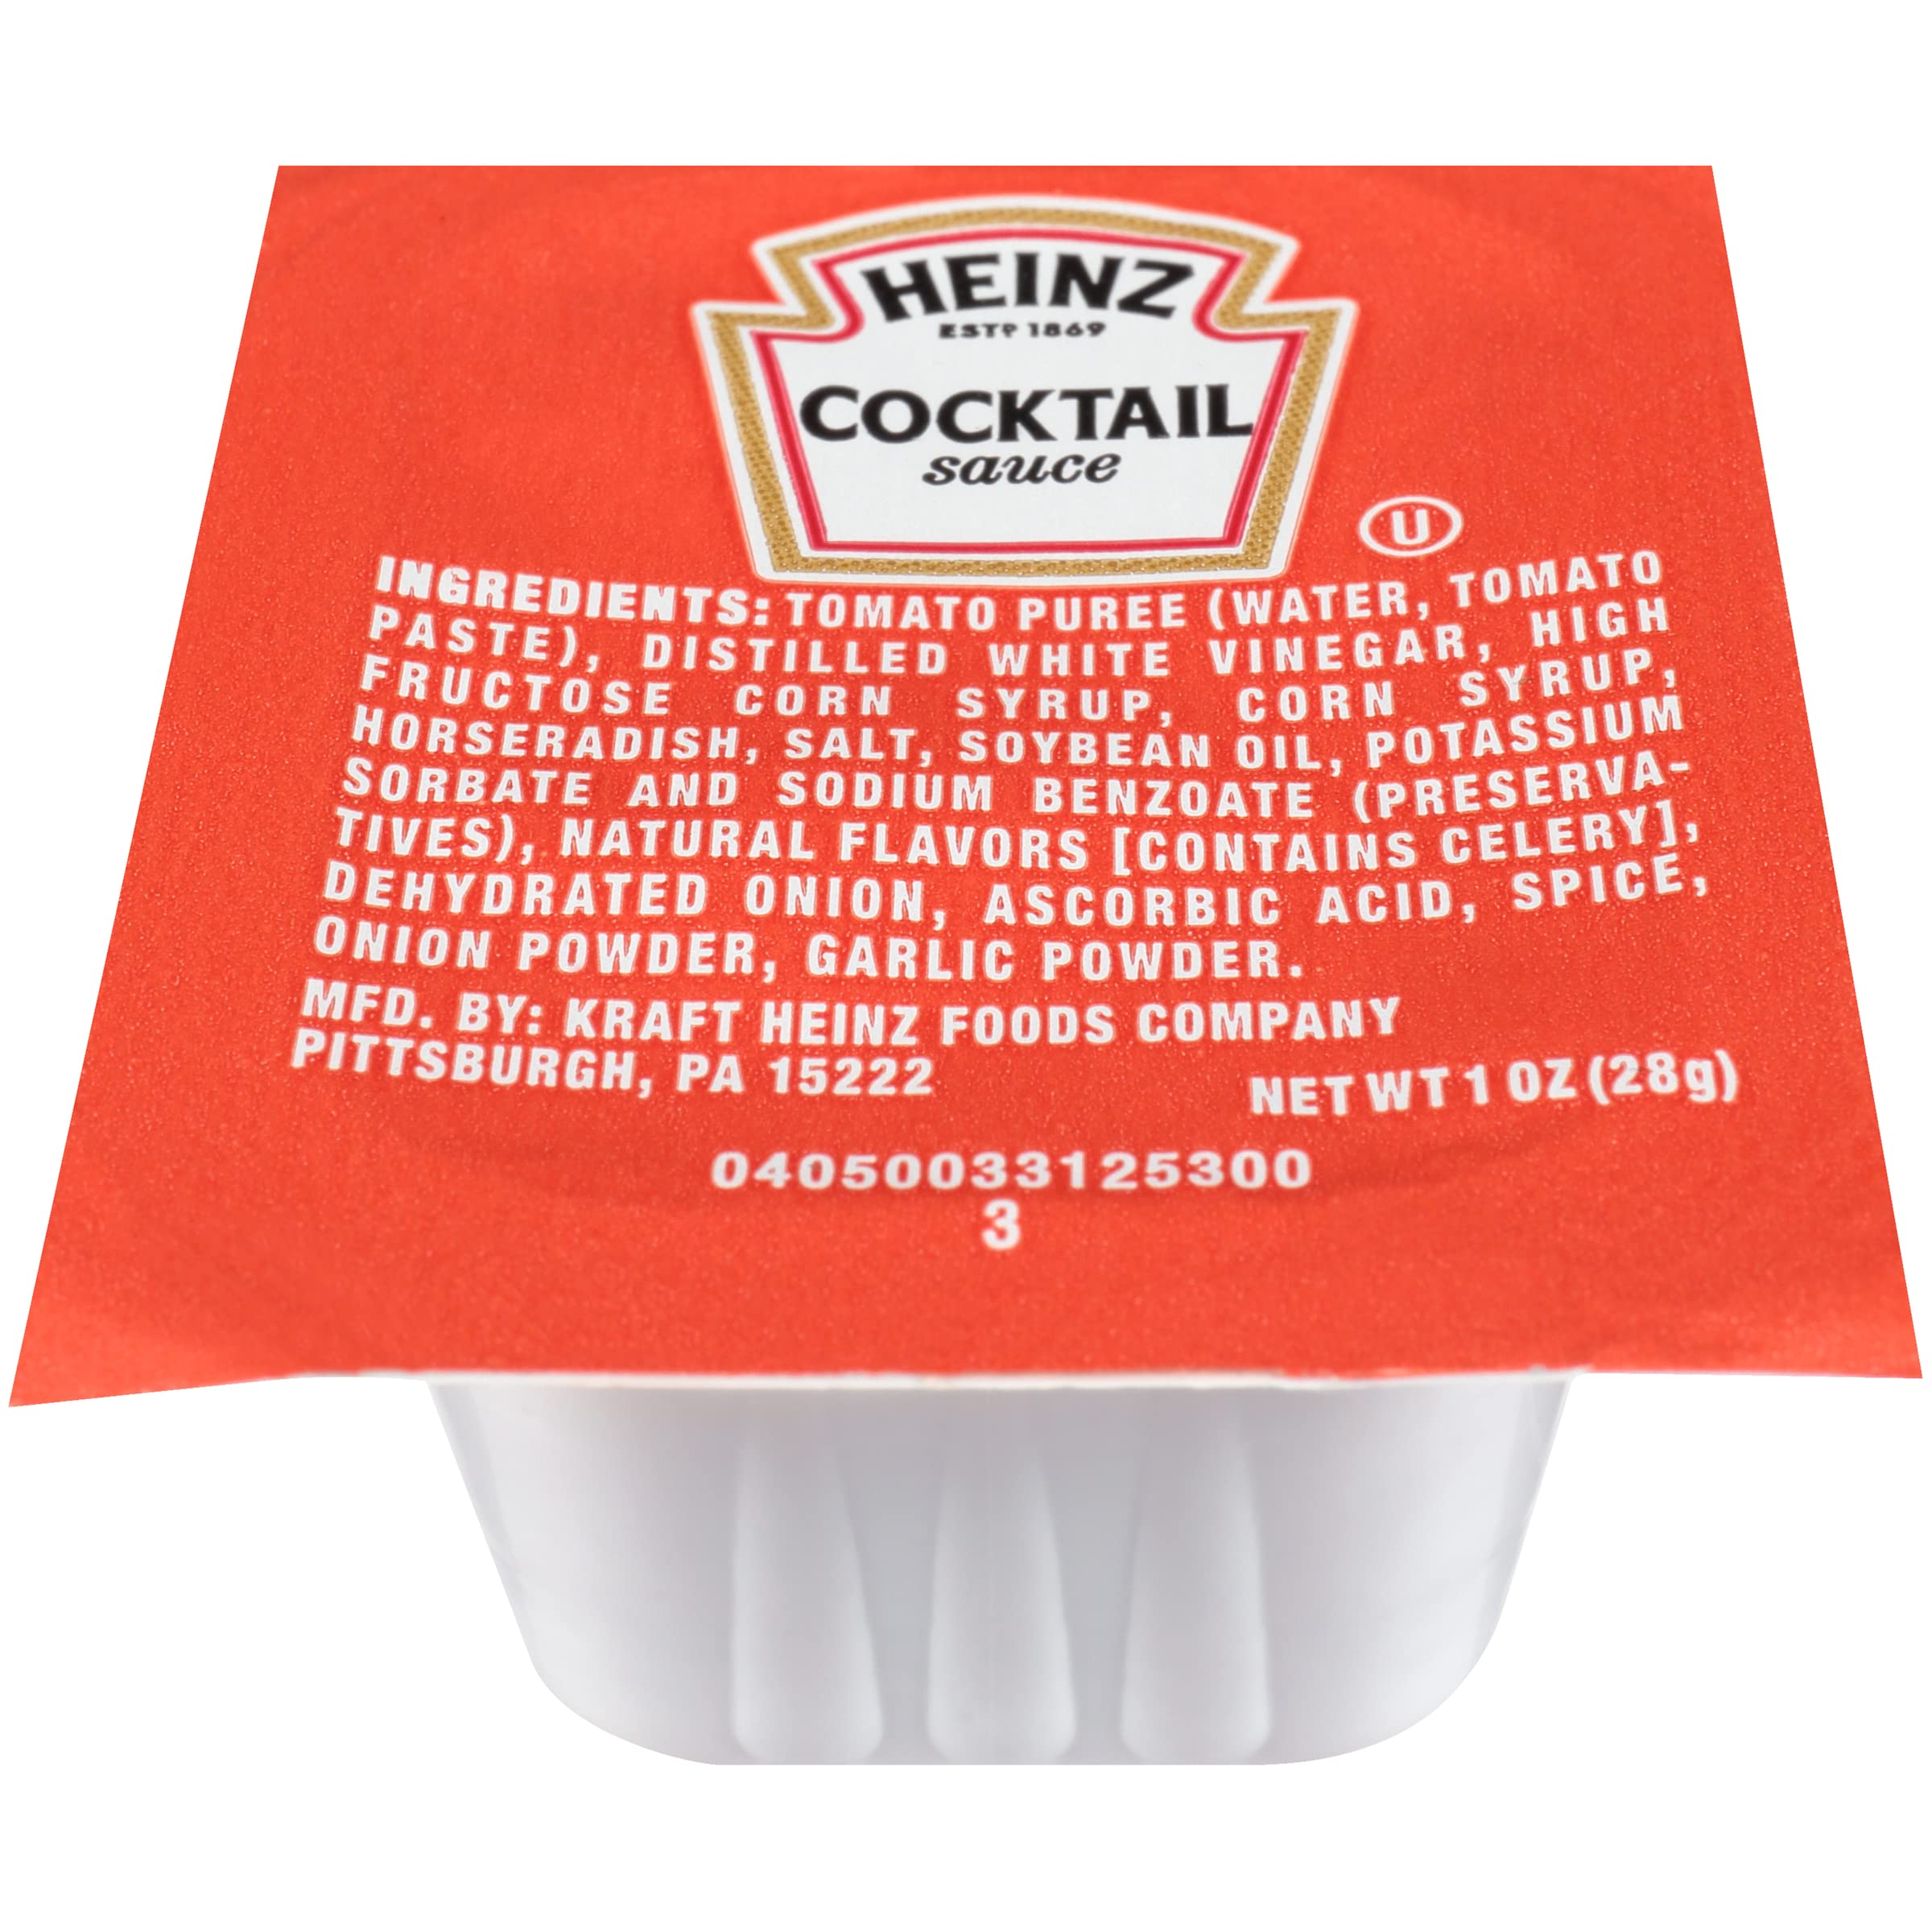 HEINZ
ESTD 1869
COCKTAIL
sauce
U
INGREDIENTS: TOMATO PUREE (WATER, TOMATO
PASTE), DISTILLED WHITE VINEGAR, HIGH
FRUCTOSE CORN SYRUP, CORN SYRUP,
HORSERADISH, SALT, SOYBEAN OIL, POTASSIUM
SORBATE AND SODIUM BENZOATE (PRESERVA-
TIVES), NATURAL FLAVORS [CONTAINS CELERY],
DEHYDRATED ONION, ASCORBIC ACID, SPICE,
ONION POWDER, GARLIC POWDER.
MFD. BY: KRAFT HEINZ FOODS COMPANY
PITTSBURGH, PA 15222
NET WT 1 OZ (28g)
04050033125300
3